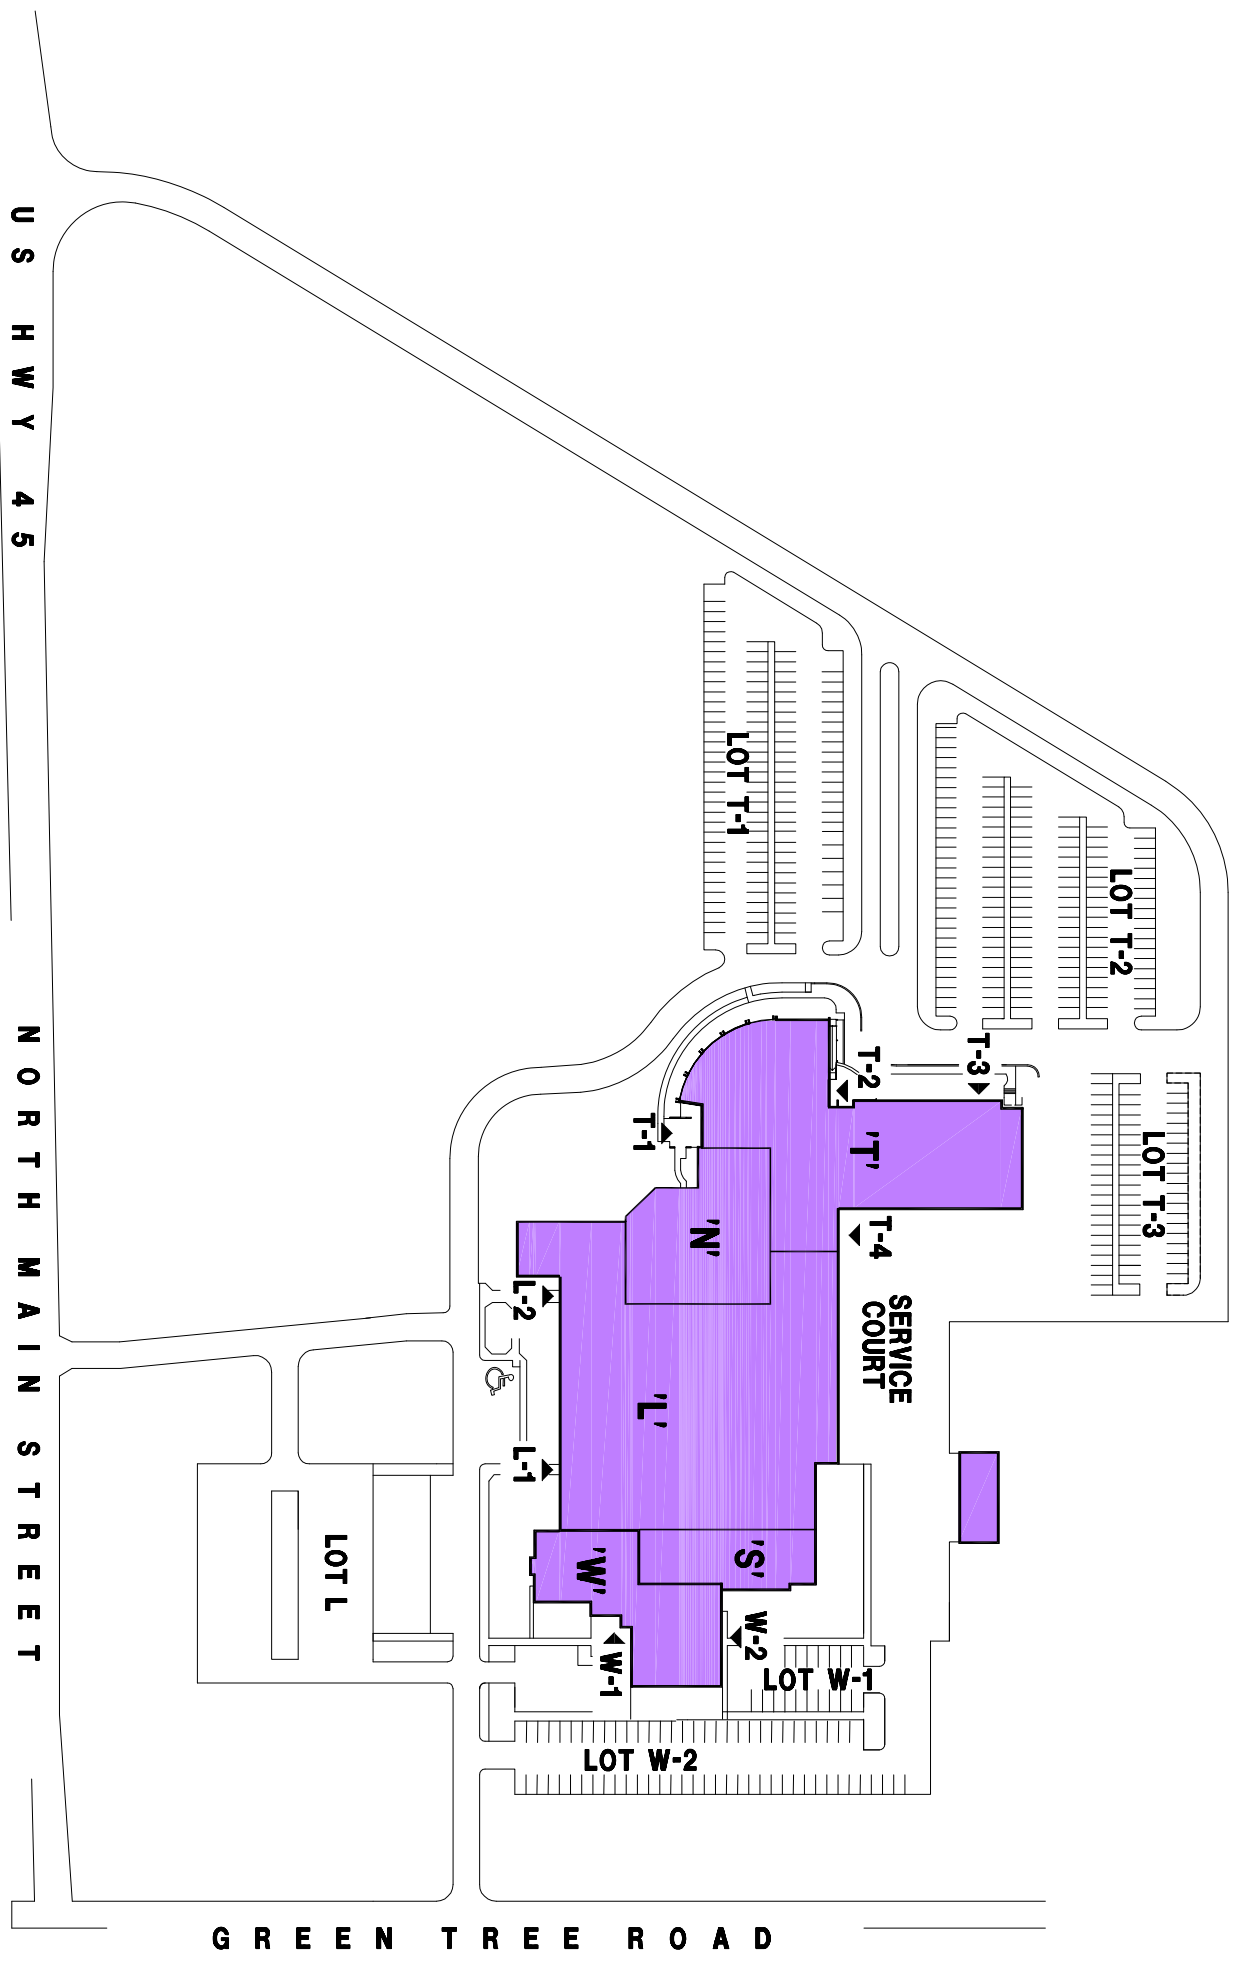 US HWY 45
NORTH MAIN STREET
LOT T-1
LOT T-2
LOT T-3
T-3
T-2
T-1
'T'
T-4
'N'
L-2
SERVICE
COURT
'L'
L-1
LOT L
'W'
'S'
W-2
W-1
LOT W-1
LOT W-2
GREEN TREE ROAD